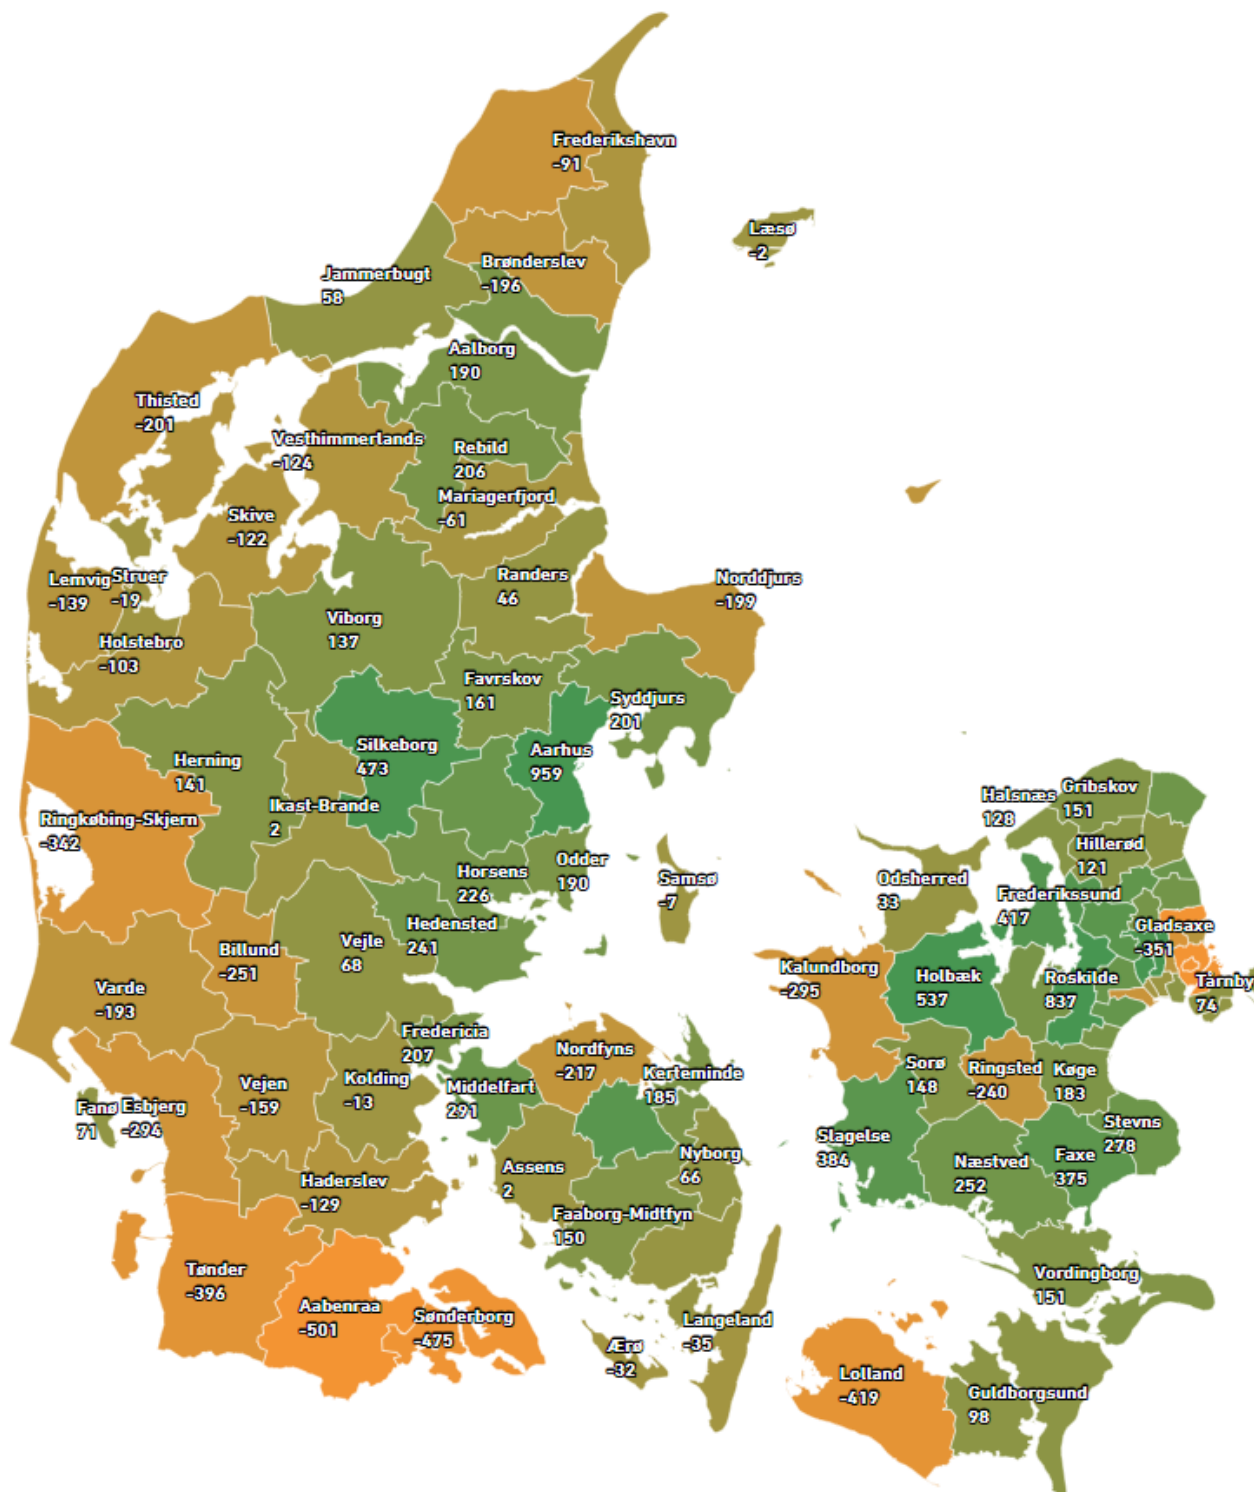 Frederikshavn
-91
Læsø
-2
Brønderslev
-196
Jammerbugt
58
Aalborg
190
Thisted
-201
Vesthimmerlands
-124
Rebild
206
Mariagerfjord
-61
Skive
-122
Lemvig
-139
Struer
-19
Randers
46
Norddjurs
-199
Viborg
137
Holstebro
-103
Favrskov
161
Syddjurs
201
Silkeborg
473
Aarhus
959
Herning
141
Ikast-Brande
2
Ringkøbing-Skjern
-342
Gribskov
151
Halsnæs
128
Hillerød
121
Odder
190
Horsens
226
Samsø
-7
Odsherred
33
Frederikssund
417
Hedensted
241
Gladsaxe
-351
Vejle
68
Billund
-251
Kalundborg
-295
Holbæk
537
Roskilde
837
Tårnby
74
Varde
-193
Fredericia
207
Nordfyns
-217
Sorø
148
Ringsted
-240
Køge
183
Kerteminde
185
Vejen
-159
Kolding
-13
Middelfart
291
Fanø
71
Esbjerg
-294
Stevns
278
Slagelse
384
Næstved
252
Faxe
375
Nyborg
66
Assens
2
Haderslev
-129
Faaborg-Midtfyn
150
Tønder
-396
Vordingborg
151
Aabenraa
-501
Sønderborg
-475
Langeland
-35
Ærø
-32
Lolland
-419
Guldborgsund
98